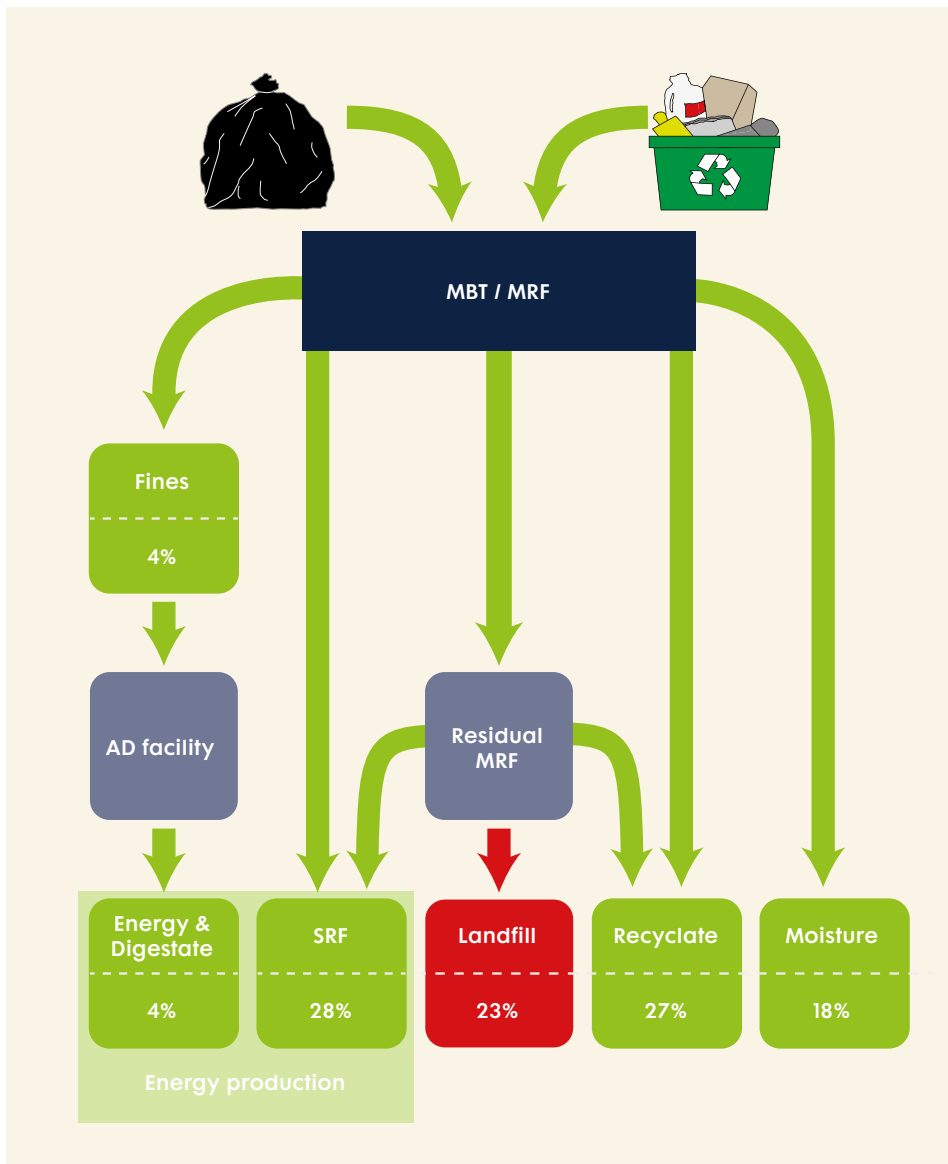 MBT / MRF
Fines
4%
AD facility
Residual
MRF
Energy &
Digestate
4%
SRF
28%
Landfill
23%
Recyclate
27%
Moisture
18%
Energy production